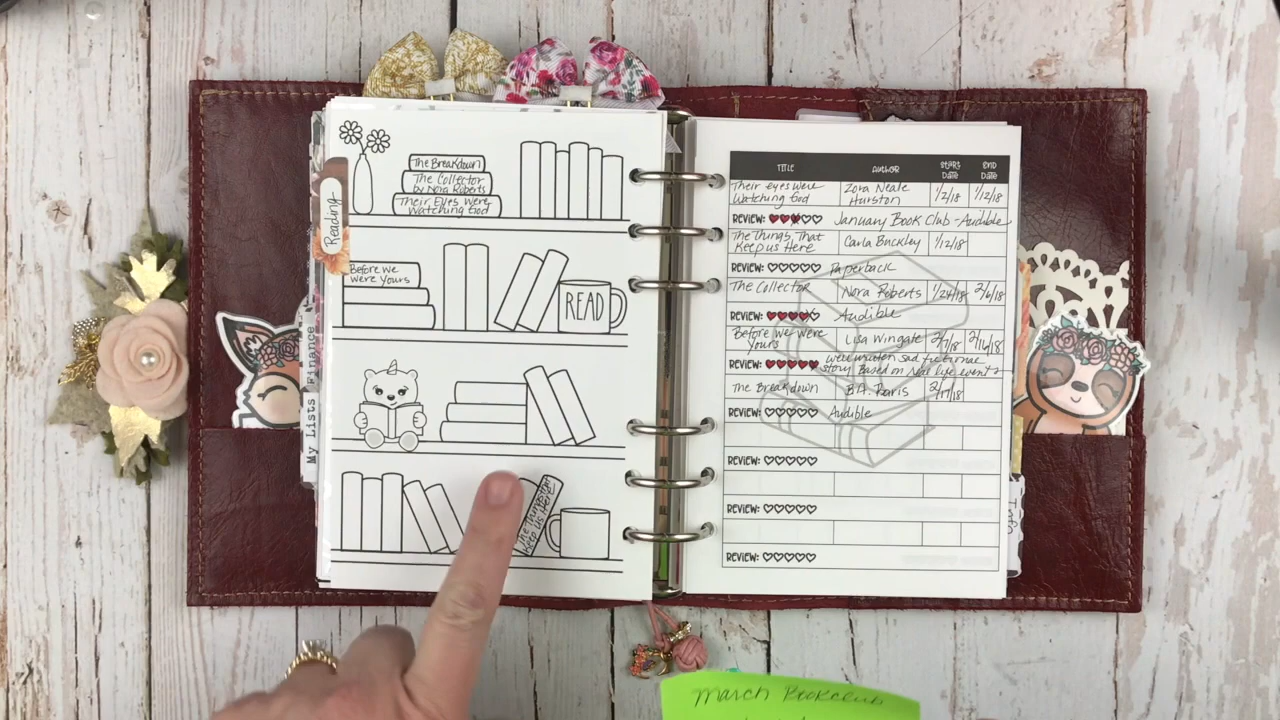 The Breakdown
The Collector
by Nora Roberts
Their Eyes Were
Watching God
Reading
Before we
were Yours
READ
My Lists Finance
The Things that
Keep us Here
TITLE AUTHOR START DATE END DATE
Their eyes were Watching God Zora Neale Hurston 1/2/18 1/12/18
REVIEW: January Book Club - Audible
The Things That Keep us Here Carla Buckley 1/12/18
REVIEW: Paperback
The Collector Nora Roberts 1/24/18 2/6/18
REVIEW: Audible
Before We were Yours Lisa Wingate 2/7/18 2/16/18
REVIEW: well written sad fictional
story. Based on real life events
The Breakdown B.A. Paris 2/17/18
REVIEW: Audible
REVIEW:
REVIEW:
REVIEW:
March Bookclub